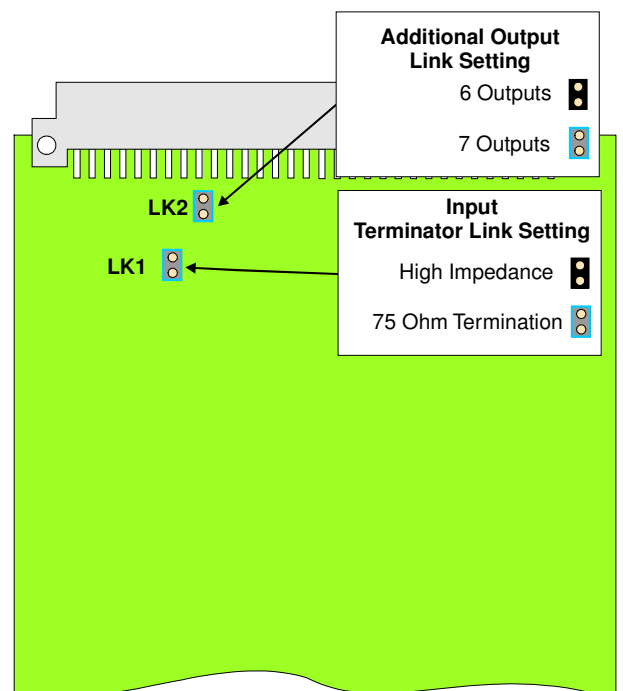 Additional Output
Link Setting
6 Outputs
7 Outputs
LK2
Input
Terminator Link Setting
LK1
High Impedance
75 Ohm Termination